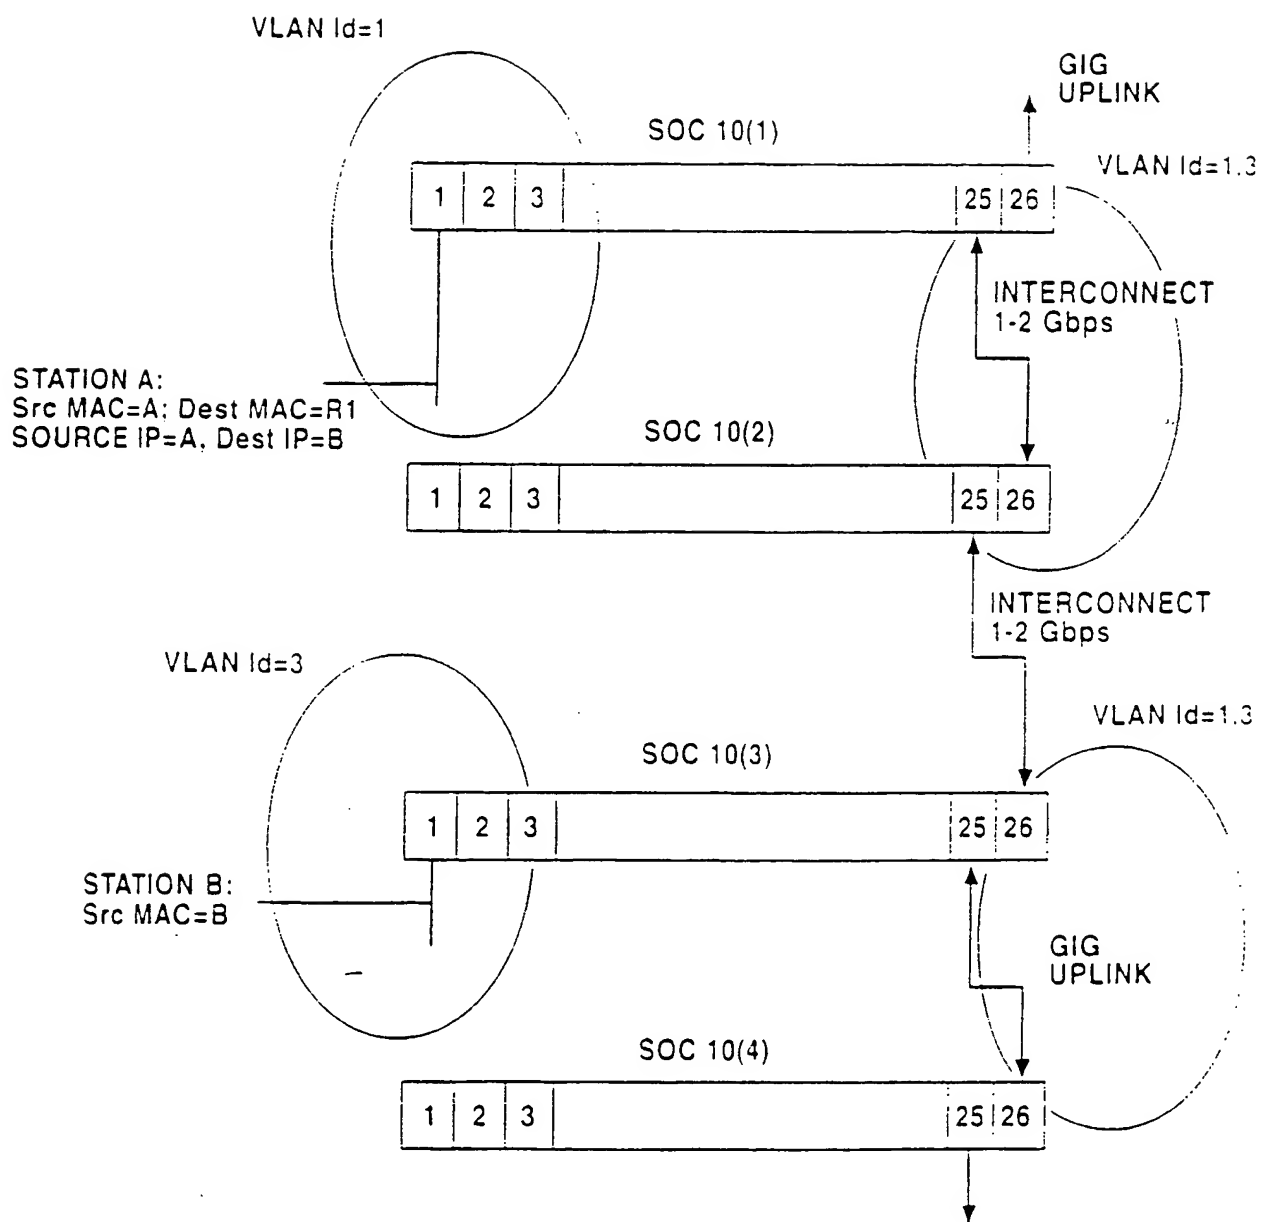 VLAN Id=1
GIG
UPLINK
SOC 10(1)
VLAN Id=1.3
1 2 3 25 26
INTERCONNECT
1-2 Gbps
STATION A:
Src MAC=A; Dest MAC=R1
SOURCE IP=A, Dest IP=B
SOC 10(2)
1 2 3 25 26
INTERCONNECT
1-2 Gbps
VLAN Id=3
VLAN Id=1.3
SOC 10(3)
1 2 3 25 26
STATION B:
Src MAC=B
GIG
UPLINK
SOC 10(4)
1 2 3 25 26